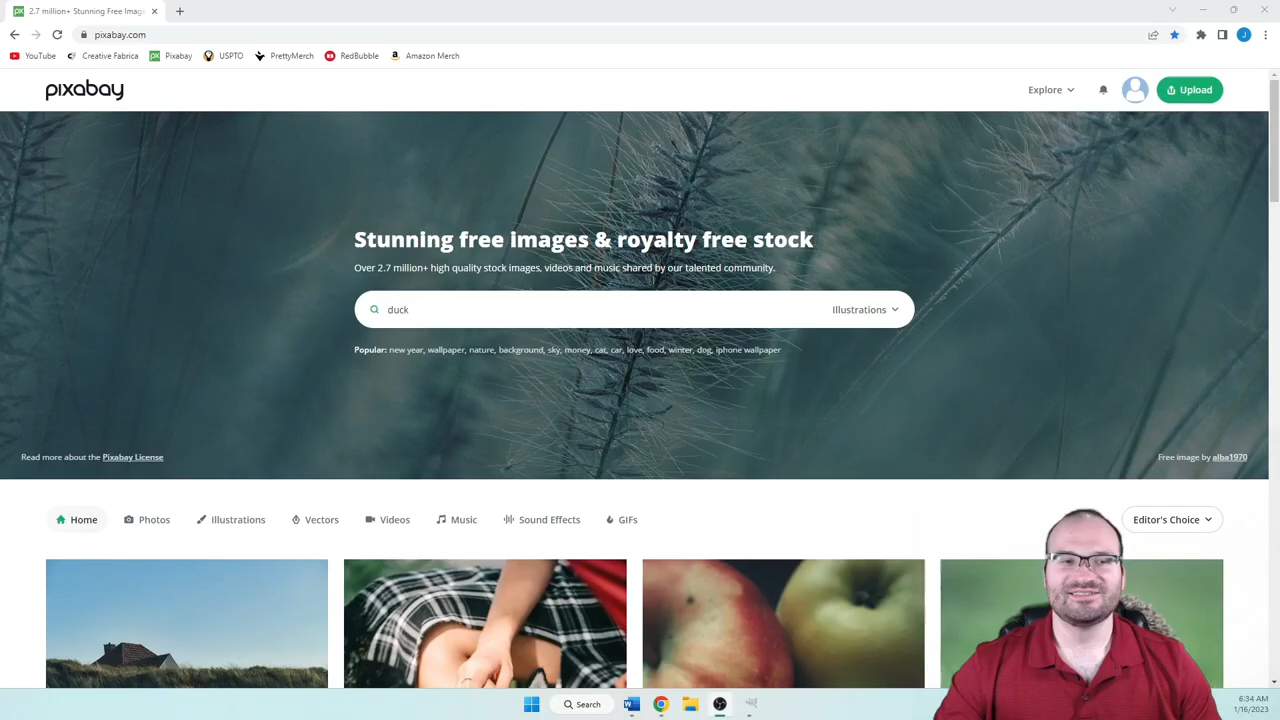 2.7 million+ Stunning Free Imag
pixabay.com
J
YouTube
Creative Fabrica
Pixabay
USPTO
PrettyMerch
RedBubble
Amazon Merch
pixabay
Explore
Upload
Stunning free images & royalty free stock
Over 2.7 million+ high quality stock images, videos and music shared by our talented community.
duck
Illustrations
Popular: new year, wallpaper, nature, background, sky, money, cat, car, love, food, winter, dog, iphone wallpaper
Read more about the Pixabay License
Free image by alba1970
Home
Photos
Illustrations
Vectors
Videos
Music
Sound Effects
GIFs
Editor's Choice
Search
6:34 AM
1/16/2023